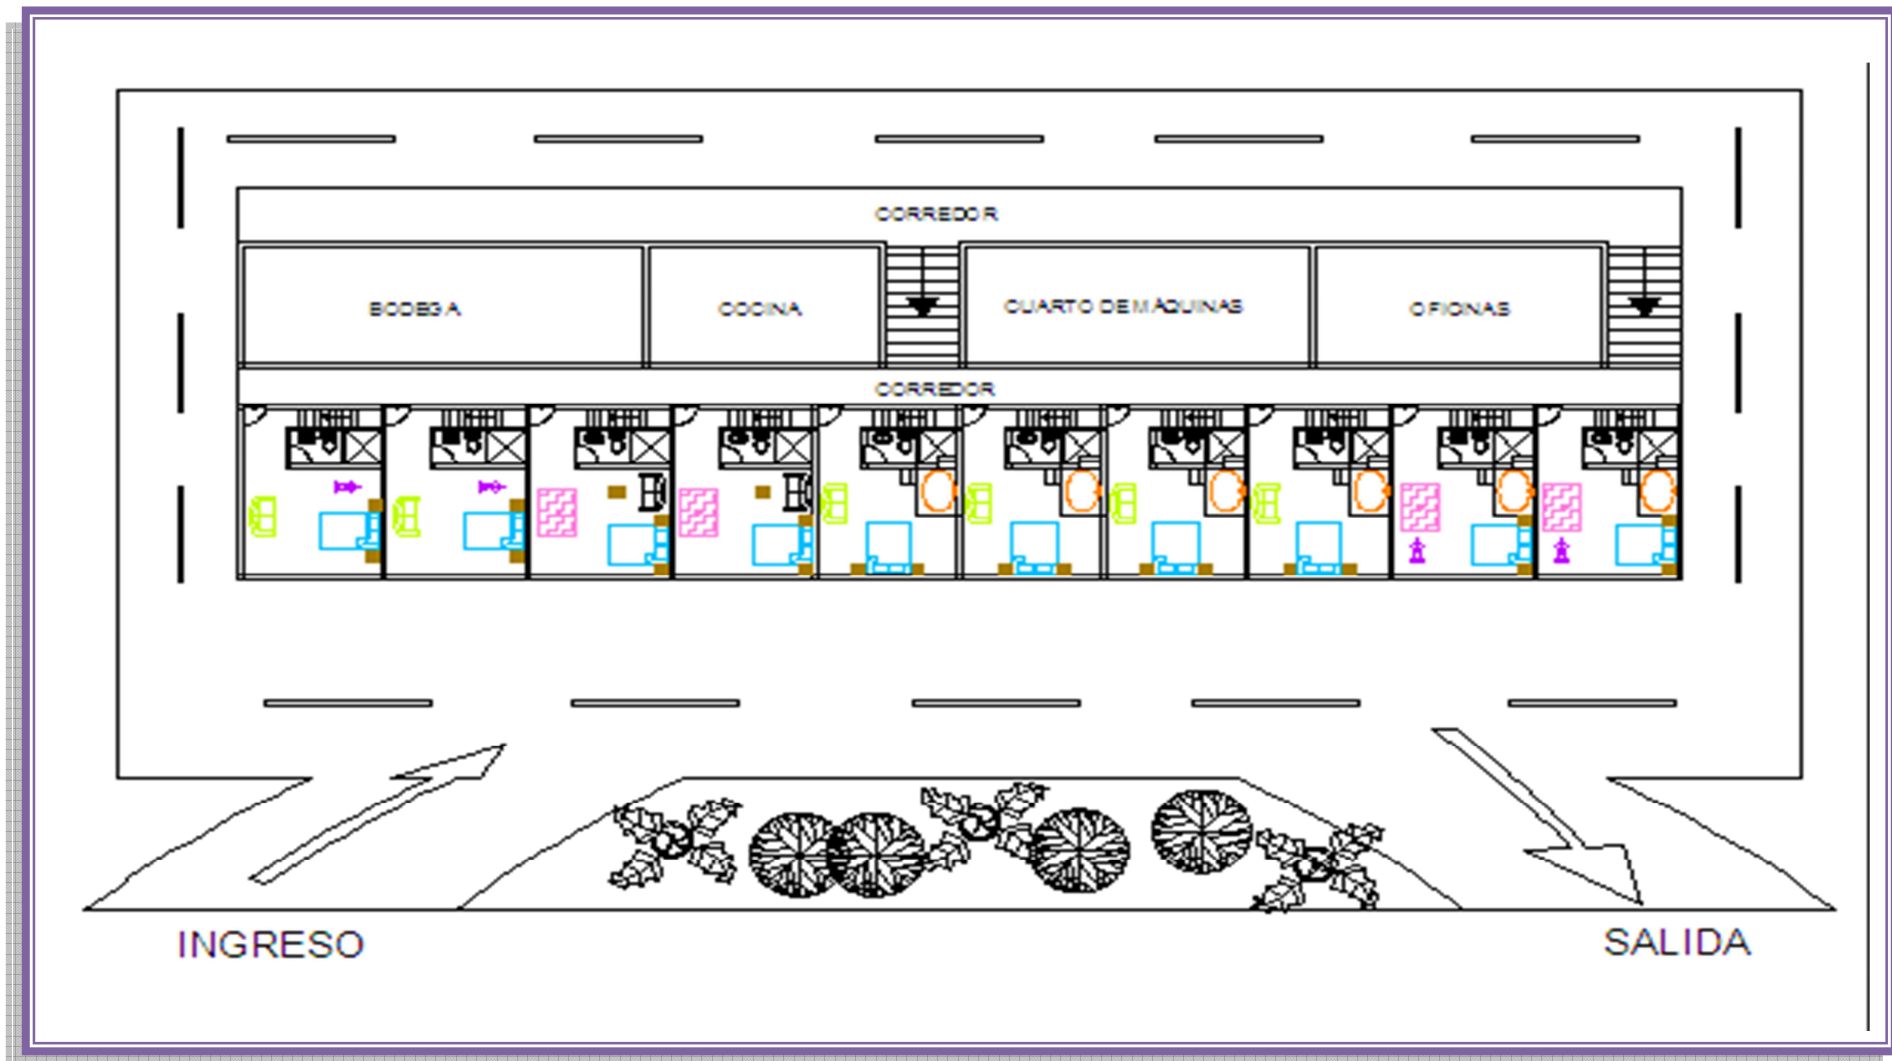 CORREDOR
BODEGA
COCINA
CUARTO DE MÁQUINAS
OFICINAS
CORREDOR
INGRESO
SALIDA